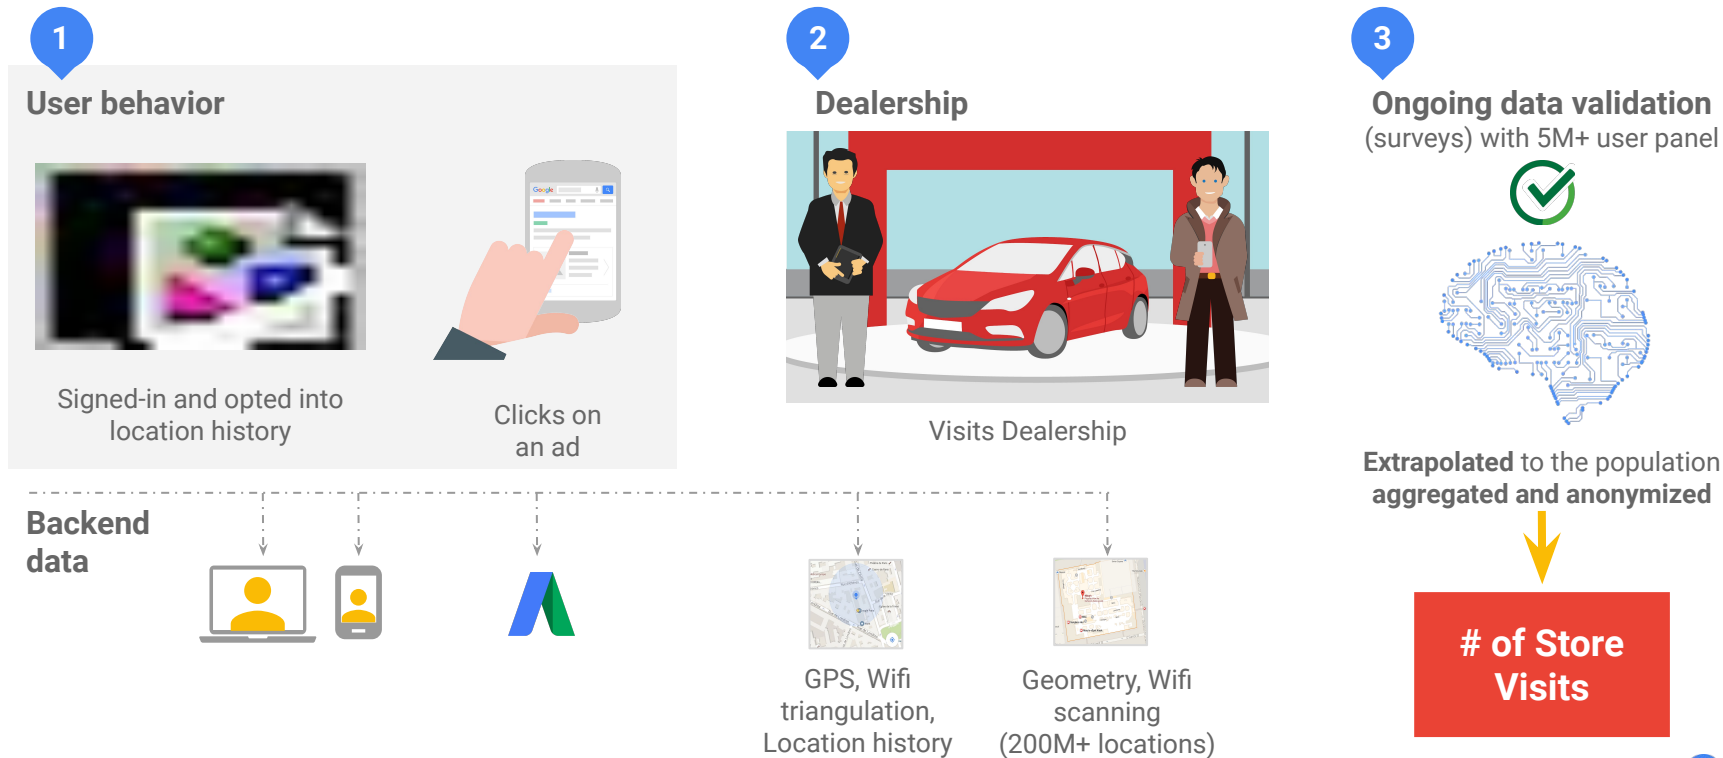 1
User behavior
Signed-in and opted into
location history
Google
Clicks on
an ad
2
Dealership
Visits Dealership
3
Ongoing data validation
(surveys) with 5M+ user panel
Extrapolated to the population
aggregated and anonymized
# of Store
Visits
Backend
data
GPS, Wifi
triangulation,
Location history
Geometry, Wifi
scanning
(200M+ locations)